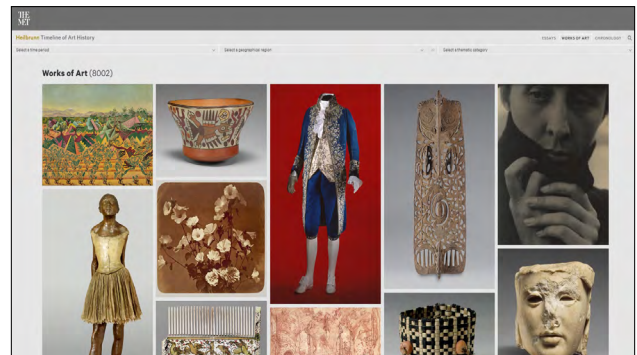 THE
MET
Heilbrunn Timeline of Art History
ESSAYS WORKS OF ART CHRONOLOGY
Select a time period
Select a geographical region
Select a thematic category
Works of Art (8002)